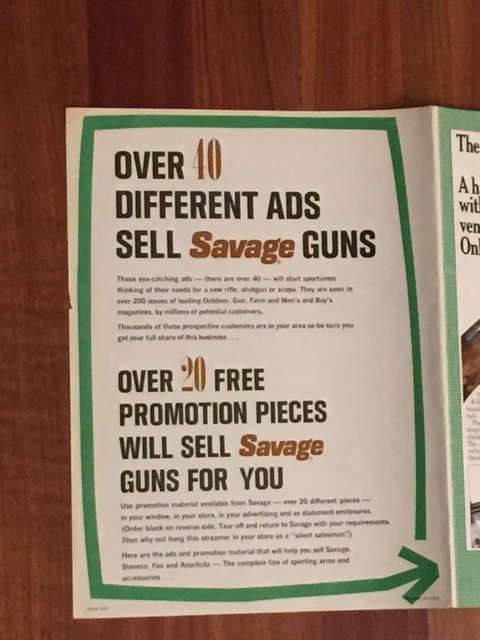 OVER 40
DIFFERENT ADS
SELL Savage GUNS
These eye-catching ads — there are over 40 — will start sportsmen
thinking of their needs for a new rifle, shotgun or scope. They are seen in
over 200 issues of leading Outdoor, Gun, Farm and Men's and Boy's
magazines, by millions of potential customers.
Thousands of these prospective customers are in your area so be sure you
get your full share of this business . . .
OVER 20 FREE
PROMOTION PIECES
WILL SELL Savage
GUNS FOR YOU
Use promotion material available from Savage — over 20 different pieces —
in your window, in your store, in your advertising and as statement enclosures.
(Order blank on reverse side. Tear off and return to Savage with your requirements.
Then why not hang this streamer in your store as a "silent salesman?")
Here are the ads and promotion material that will help you sell Savage,
Stevens, Fox and Anschutz — The complete line of sporting arms and
accessories . . .
The
A h
with
ven
Onl